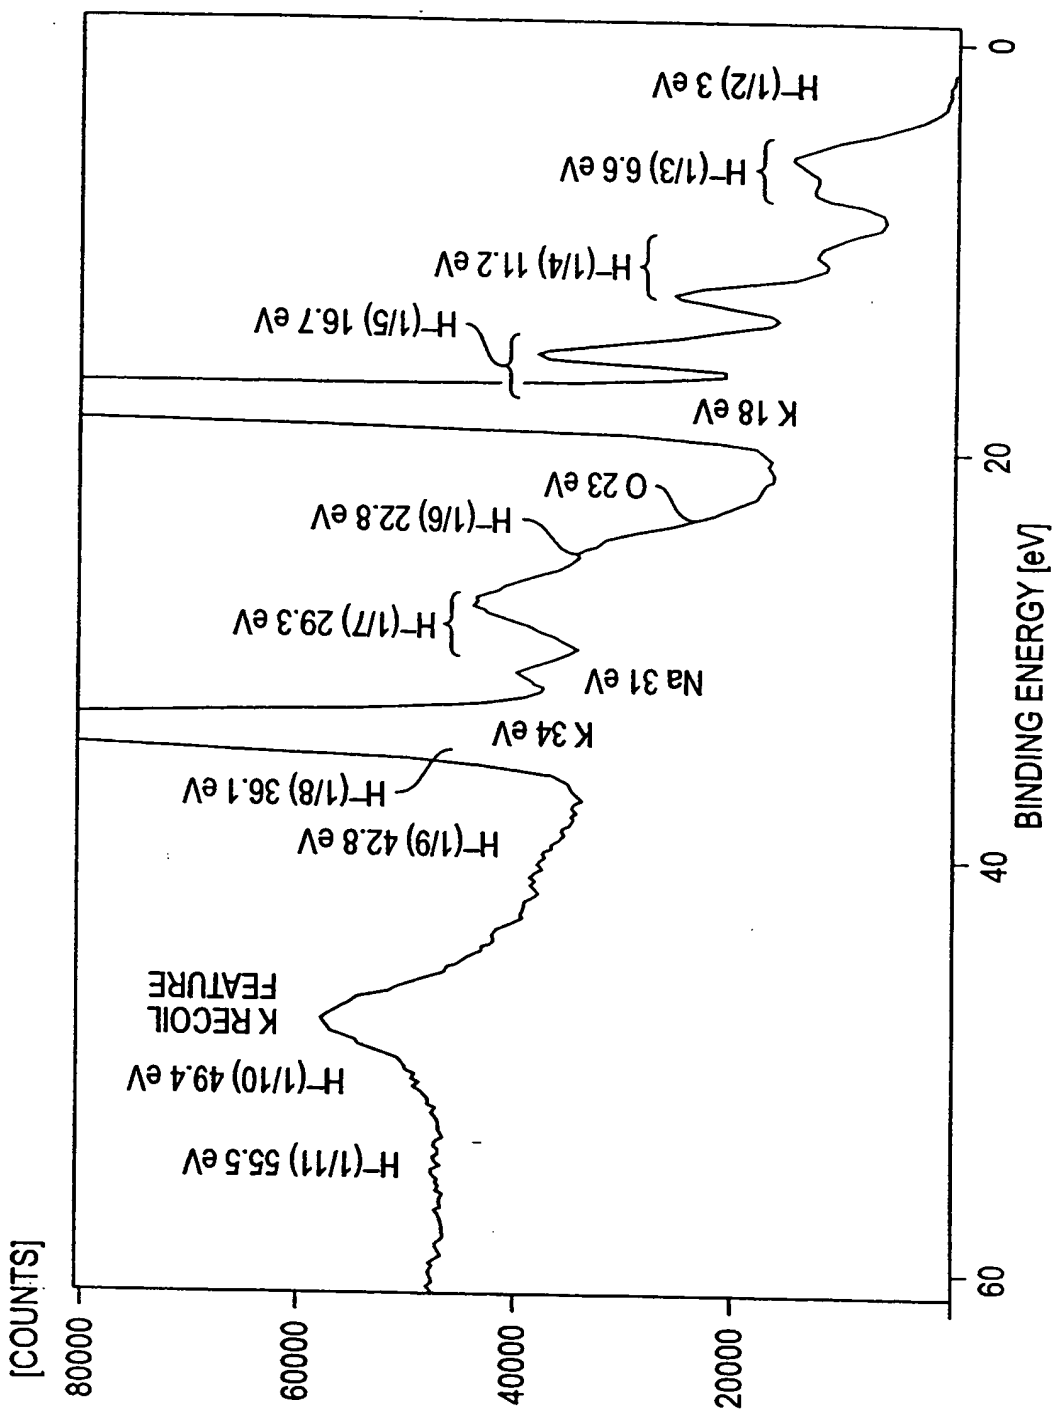 [COUNTS]
80000
60000
40000
20000
60
40
20
0
BINDING ENERGY [eV]
H⁻(1/11) 55.5 eV
H⁻(1/10) 49.4 eV
K RECOIL
FEATURE
H⁻(1/9) 42.8 eV
H⁻(1/8) 36.1 eV
K 34 eV
Na 31 eV
H⁻(1/7) 29.3 eV
H⁻(1/6) 22.8 eV
O 23 eV
K 18 eV
H⁻(1/5) 16.7 eV
H⁻(1/4) 11.2 eV
H⁻(1/3) 6.6 eV
H⁻(1/2) 3 eV